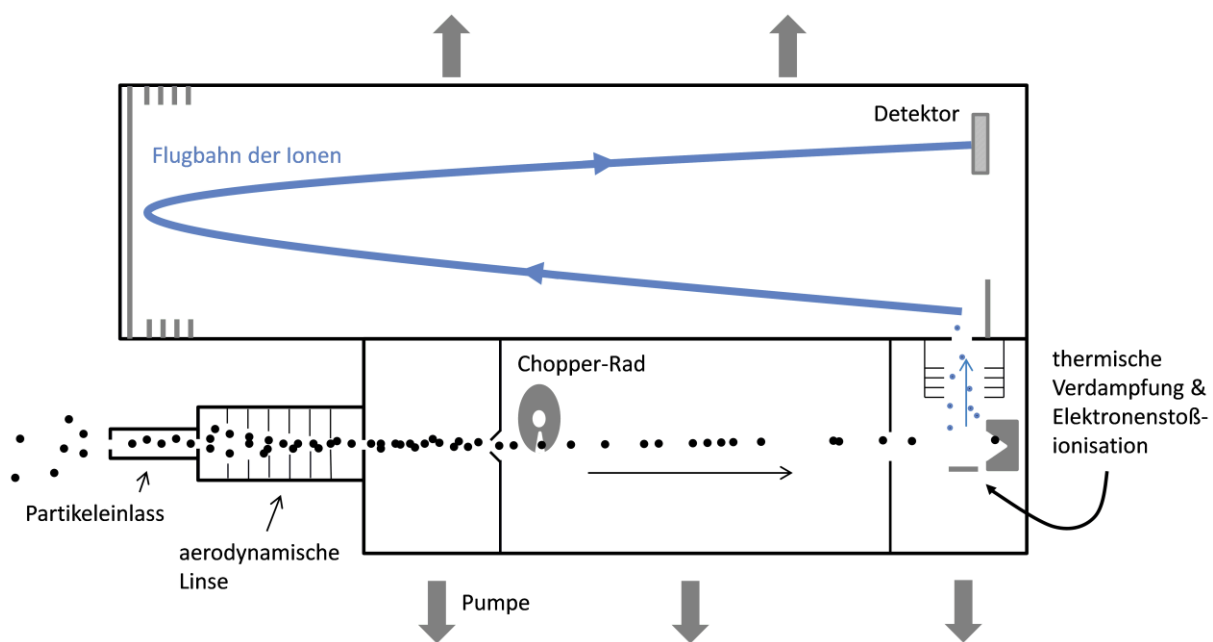 Detektor
Flugbahn der Ionen
Chopper-Rad
thermische
Verdampfung &
Elektronenstoß-
ionisation
Partikeleinlass
aerodynamische
Linse
Pumpe